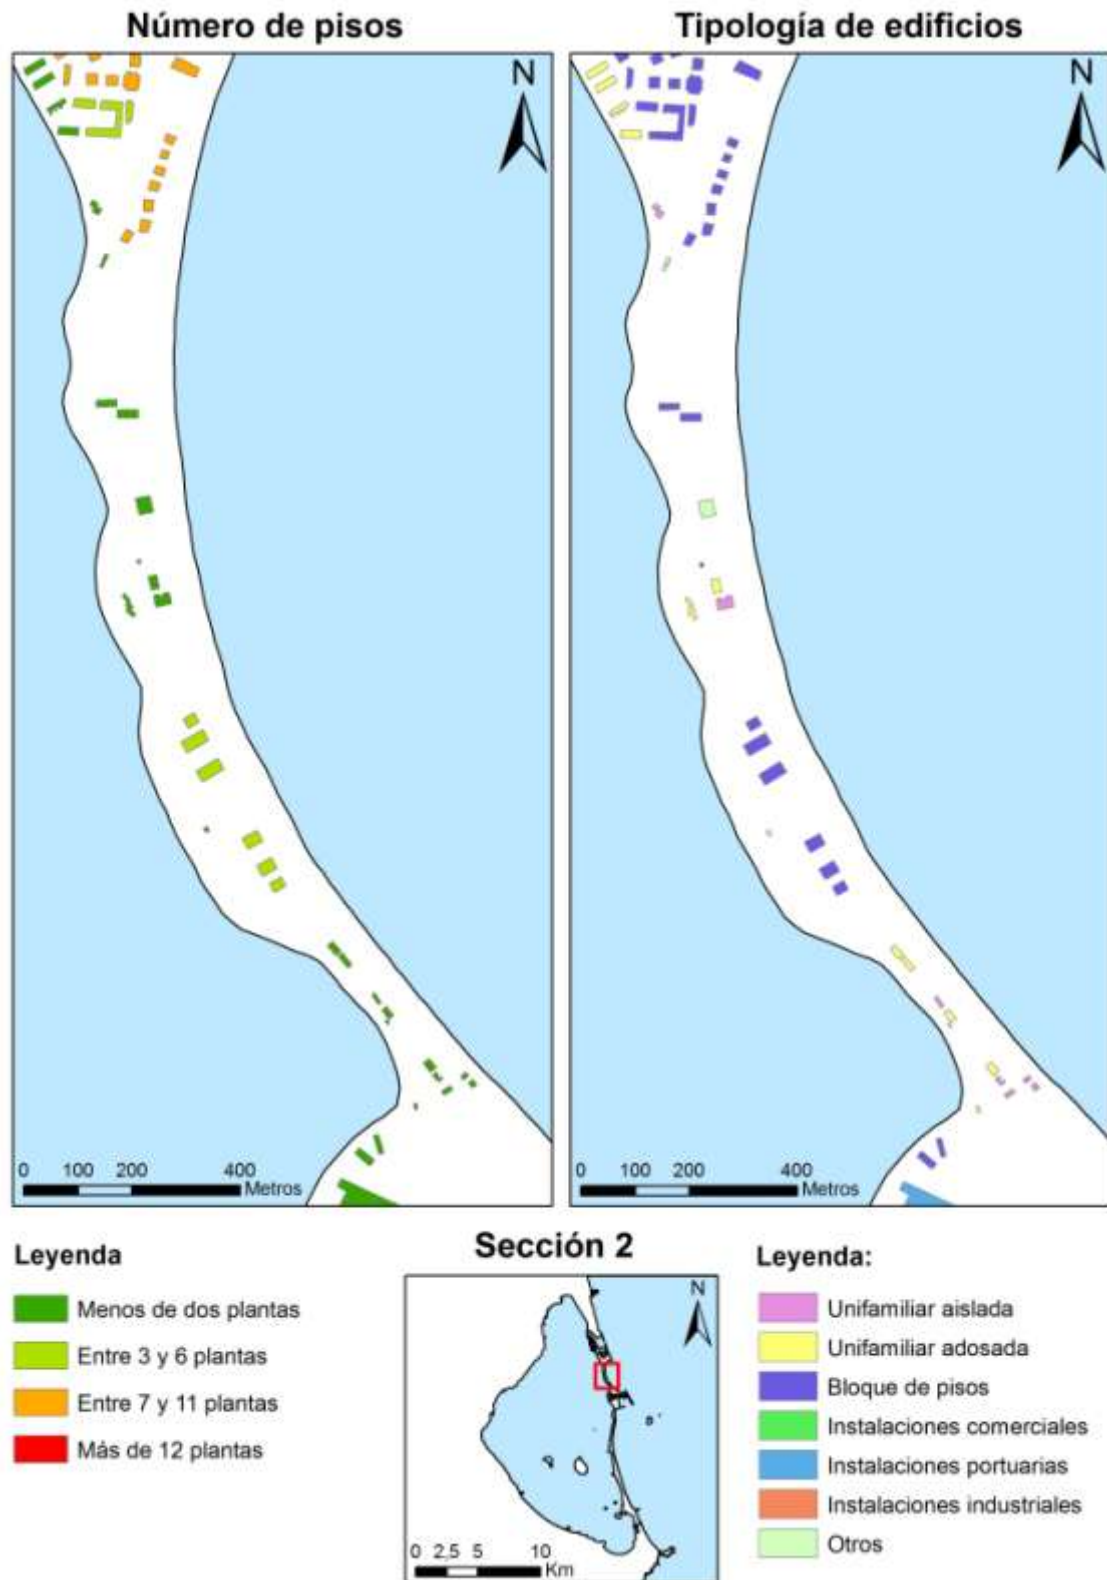 Número de pisos
Tipología de edificios
N
N
0 100 200 400
Metros
0 100 200 400
Metros
Leyenda
Menos de dos plantas
Entre 3 y 6 plantas
Entre 7 y 11 plantas
Más de 12 plantas
Sección 2
N
0 2,5 5 10
Km
Leyenda:
Unifamiliar aislada
Unifamiliar adosada
Bloque de pisos
Instalaciones comerciales
Instalaciones portuarias
Instalaciones industriales
Otros